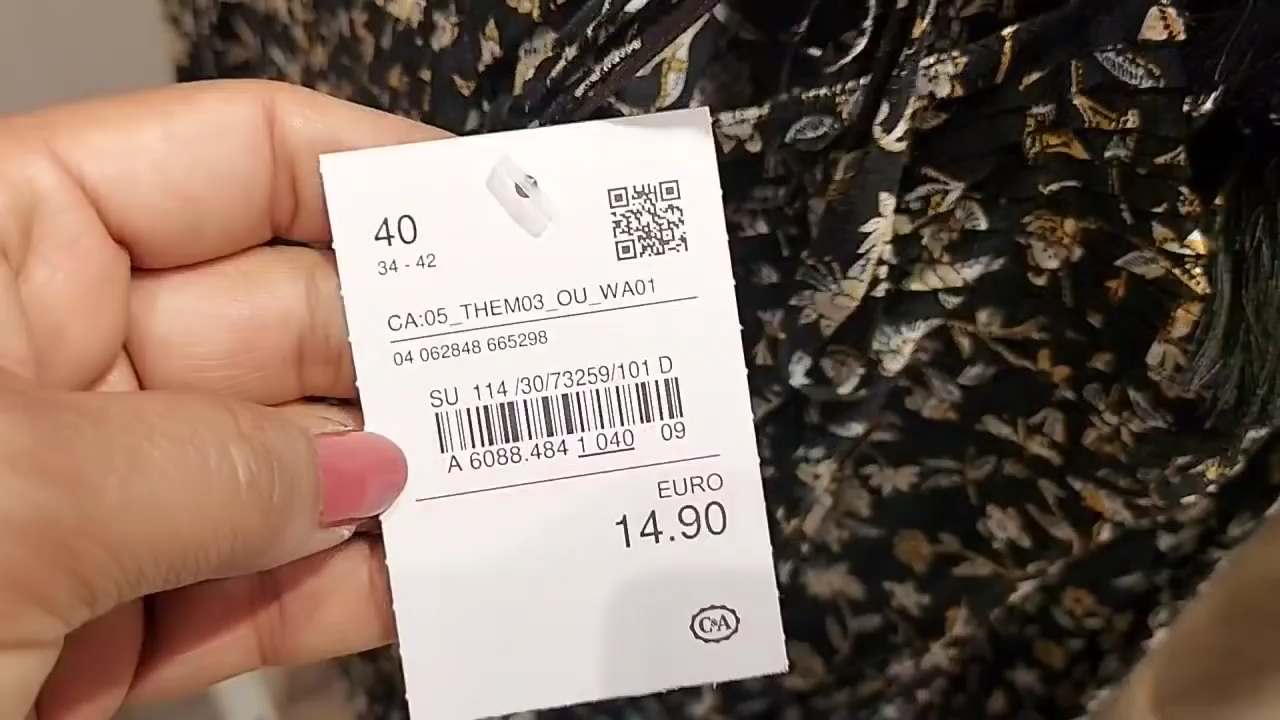 40
34 - 42
CA:05_THEM03_OU_WA01
04 062848 665298
SU 114 /30/73259/101 D
A 6088.484 1 040 09
EURO
14.90
C&A